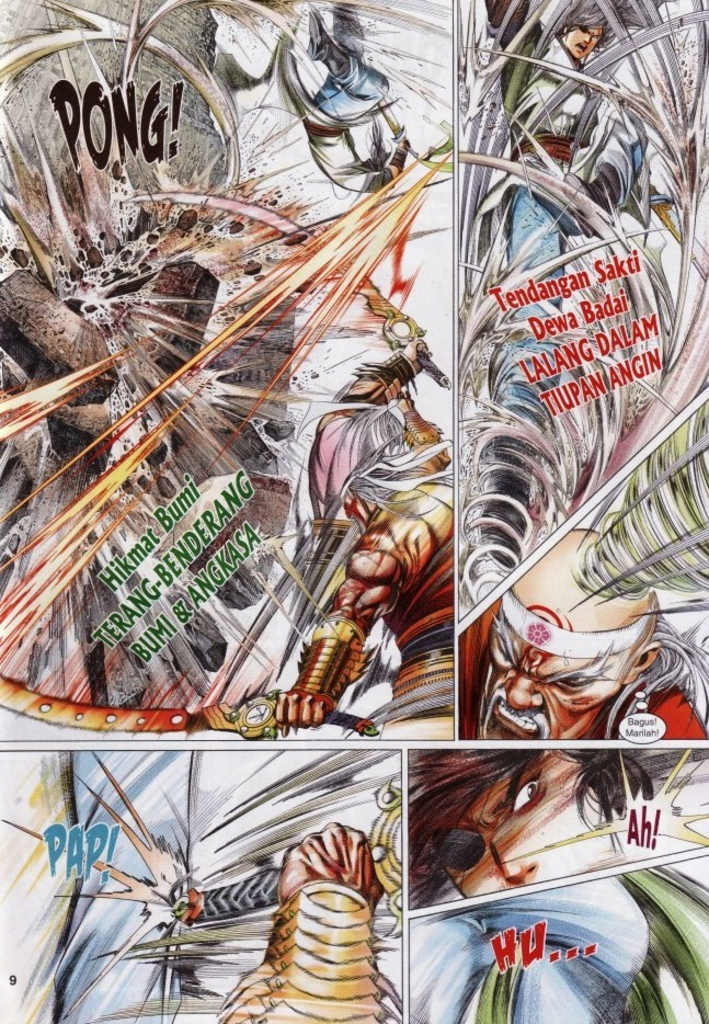 PONG!
Tendangan Sakti
Dewa Badai
LALANG DALAM
TIUPAN ANGIN
Hikmat Bumi
TERANG-BENDERANG
BUMI & ANGKASA
Bagus!
Marilah!
PAP!
Ah!
HU...
9